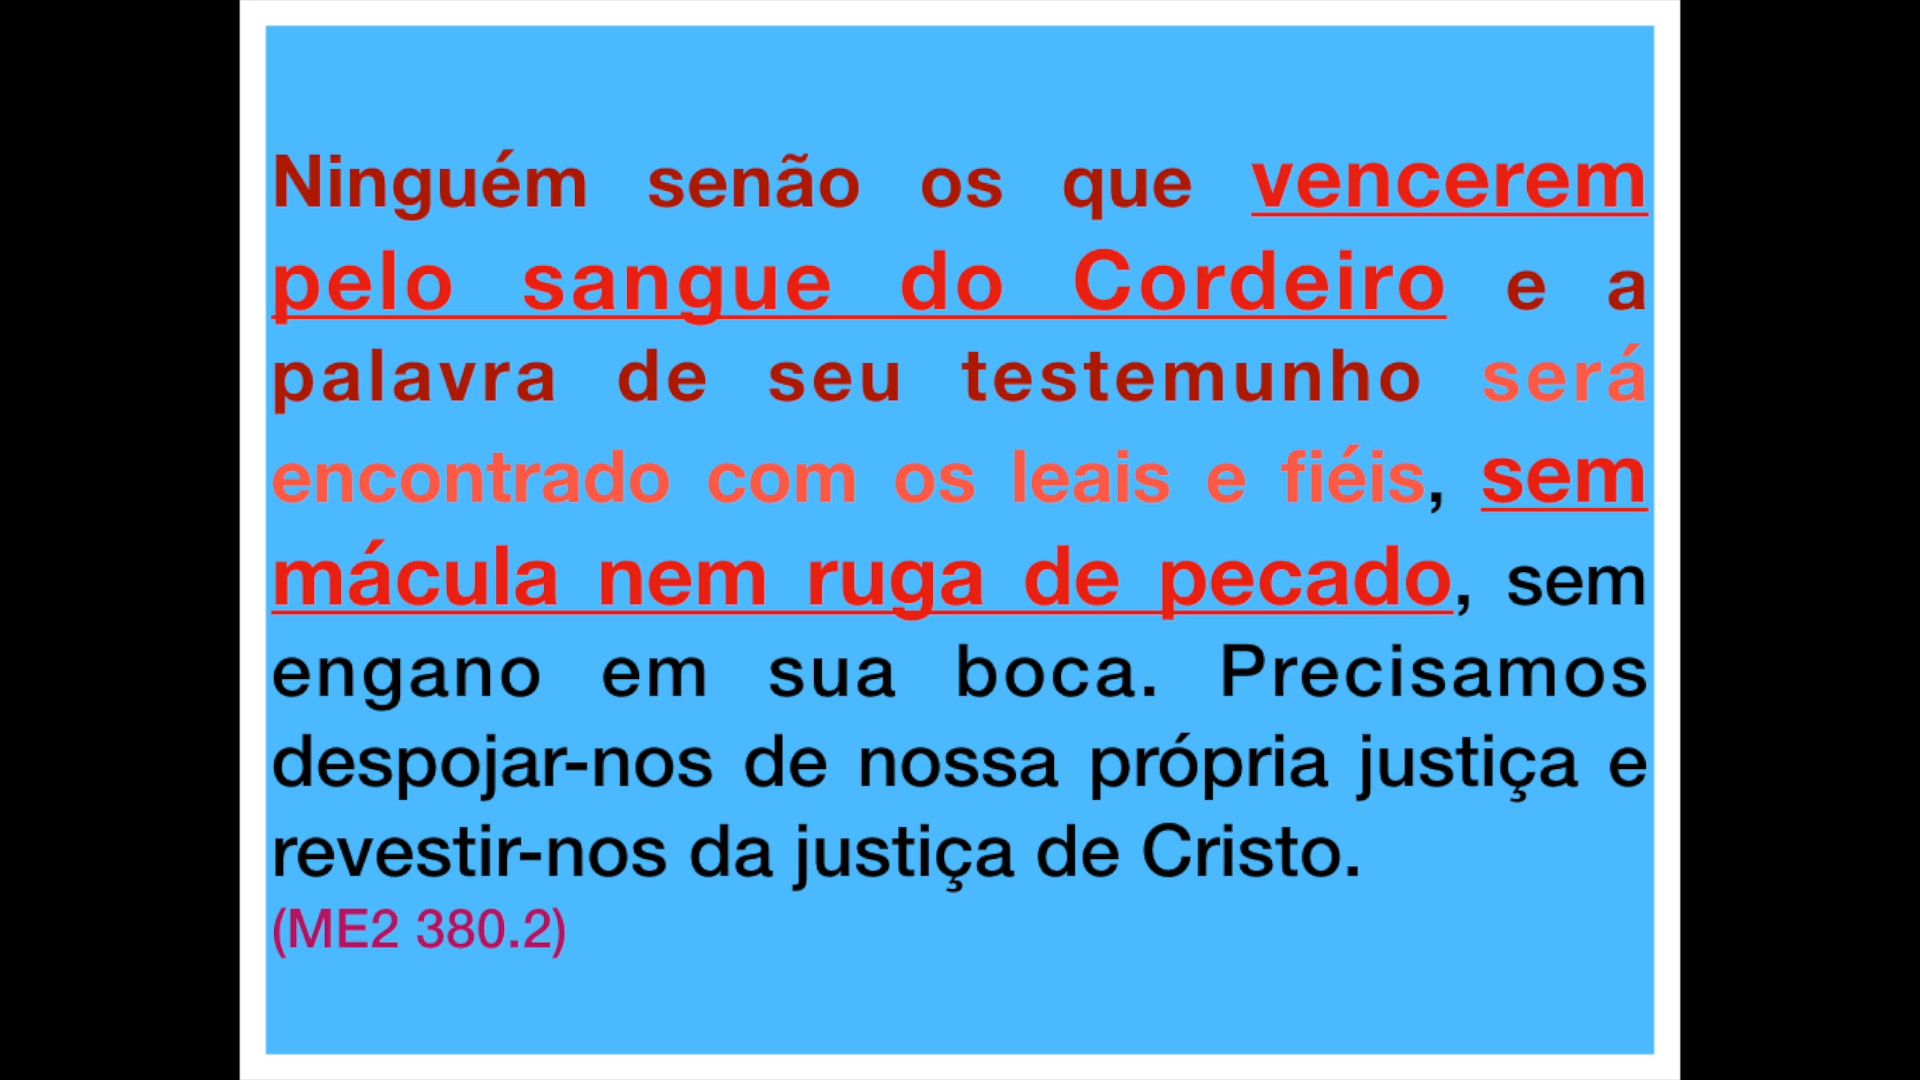 Ninguém senão os que vencerem
pelo sangue do Cordeiro e a
palavra de seu testemunho será
encontrado com os leais e fiéis, sem
mácula nem ruga de pecado, sem
engano em sua boca. Precisamos
despojar-nos de nossa própria justiça e
revestir-nos da justiça de Cristo.
(ME2 380.2)